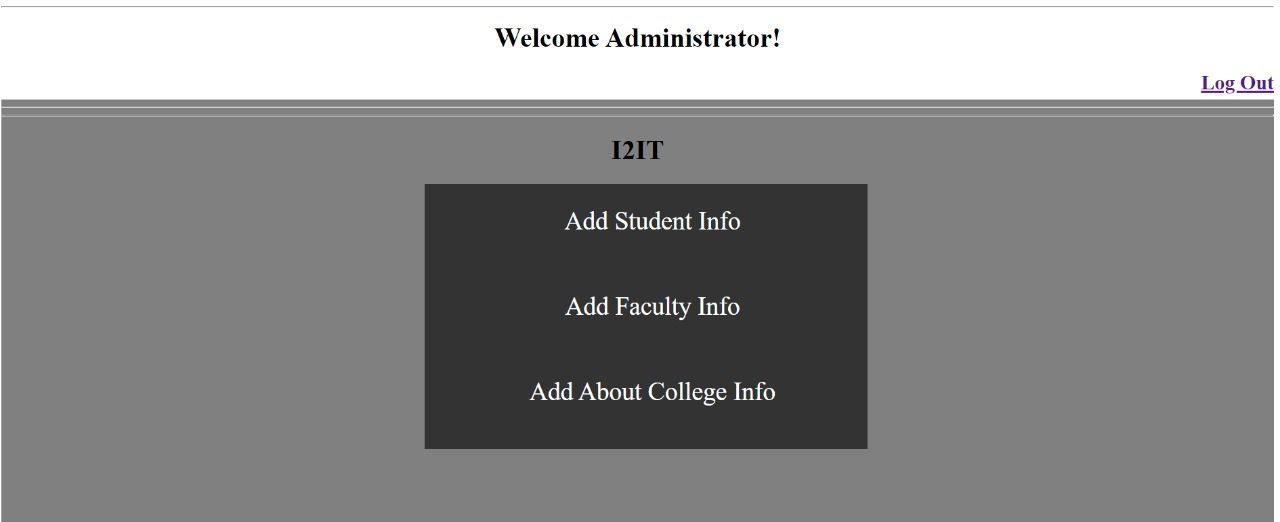 Welcome Administrator!
Log Out
I2IT
Add Student Info
Add Faculty Info
Add About College Info